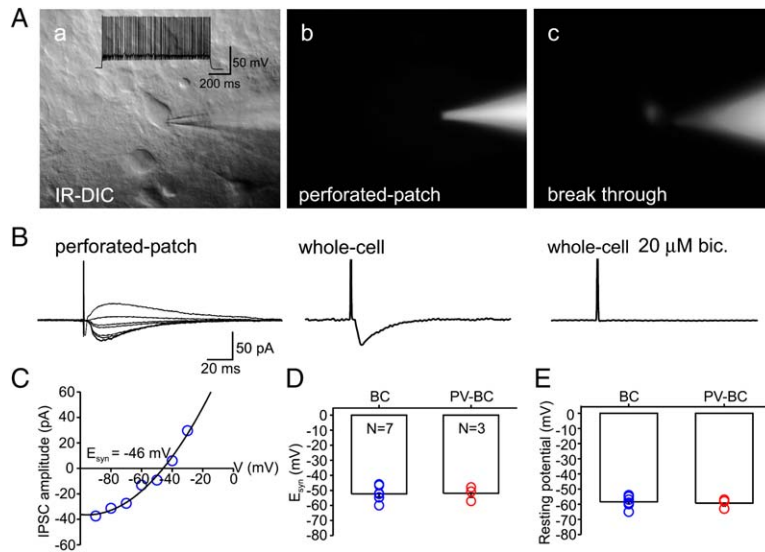 A
a
50 mV
200 ms
IR-DIC
b
perforated-patch
c
break through
B
perforated-patch
whole-cell
whole-cell 20 μM bic.
50 pA
20 ms
C
IPSC amplitude (pA)
60
40
20
0
-20
-40
-60
-80 -60 -40 -20 0 V (mV)
E_syn = -46 mV
D
BC PV-BC
E_syn (mV)
0
-10
-20
-30
-40
-50
-60
-70
-80
N=7 N=3
E
BC PV-BC
Resting potential (mV)
0
-10
-20
-30
-40
-50
-60
-70
-80